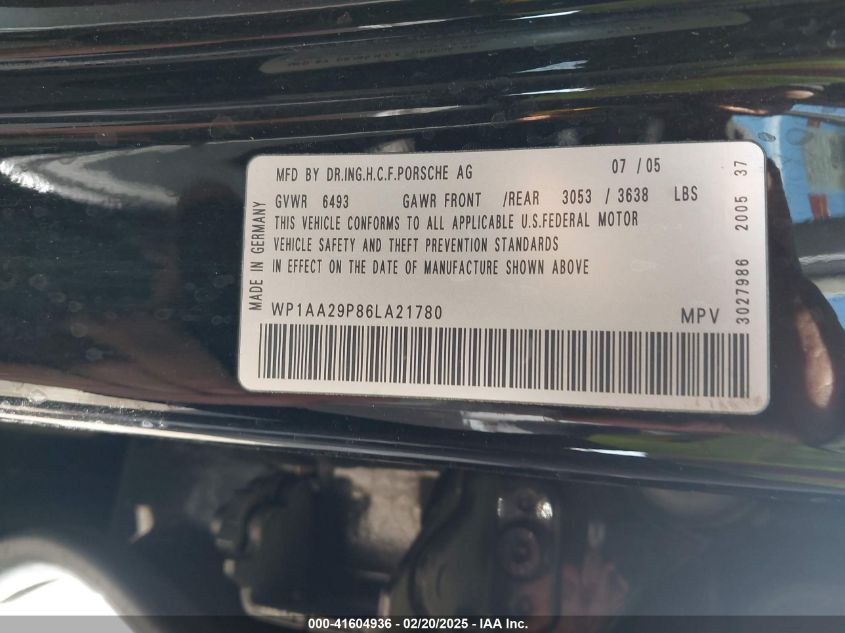 MFD BY DR.ING.H.C.F.PORSCHE AG 07 / 05
GVWR 6493 GAWR FRONT /REAR 3053 / 3638 LBS
THIS VEHICLE CONFORMS TO ALL APPLICABLE U.S.FEDERAL MOTOR
VEHICLE SAFETY AND THEFT PREVENTION STANDARDS
IN EFFECT ON THE DATE OF MANUFACTURE SHOWN ABOVE
WP1AA29P86LA21780 MPV
MADE IN GERMANY
3027986 2005 37
000-41604936 - 02/20/2025 - IAA Inc.